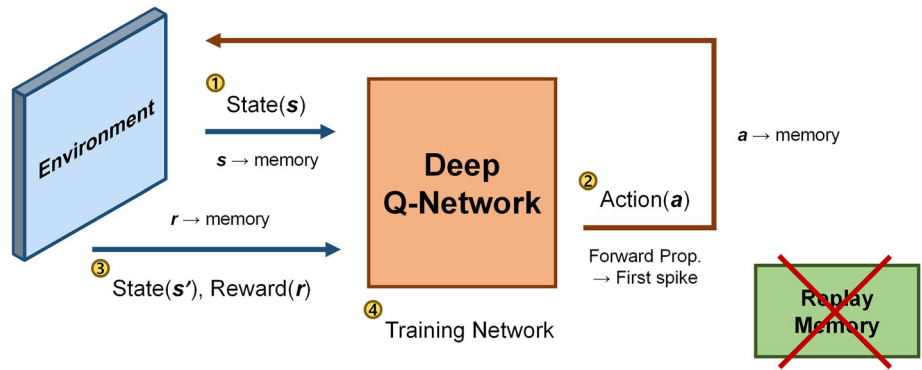 ①
State(s)
s → memory
Environment
Deep
Q-Network
a → memory
②
Action(a)
r → memory
Forward Prop.
→ First spike
③
State(s′), Reward(r)
④
Training Network
Replay
Memory